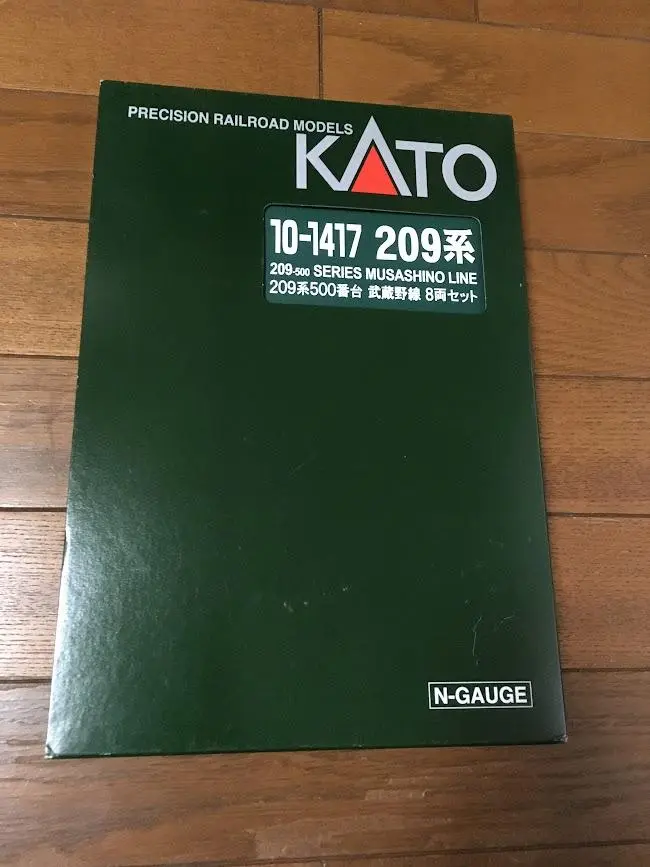 PRECISION RAILROAD MODELS
KATO
10-1417 209系
209-500 SERIES MUSASHINO LINE
209系500番台 武蔵野線 8両セット
N-GAUGE